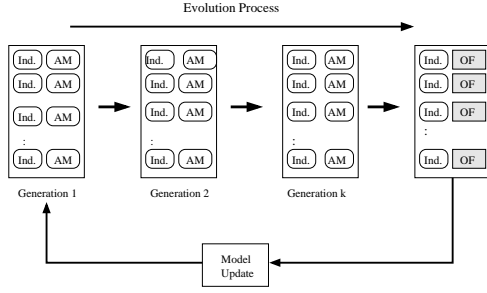 Evolution Process
Ind. AM Ind. AM Ind. AM Ind. OF
Ind. AM Ind. AM Ind. AM Ind. OF
Ind. AM Ind. AM Ind. AM Ind. OF
: : : :
Ind. AM Ind. AM Ind. AM Ind. OF
Generation 1 Generation 2 Generation k
Model
Update